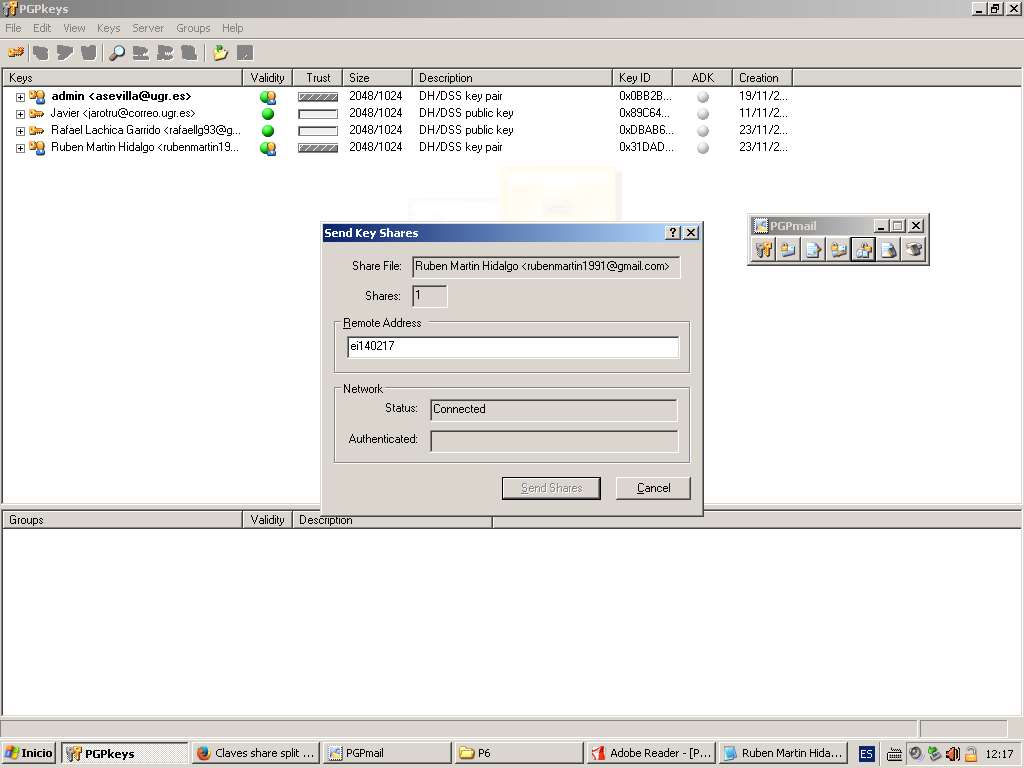 PGPkeys
File Edit View Keys Server Groups Help
Keys Validity Trust Size Description Key ID ADK Creation
admin <asevilla@ugr.es> 2048/1024 DH/DSS key pair 0x0BB2B... 19/11/2...
Javier <jarotru@correo.ugr.es> 2048/1024 DH/DSS public key 0x89C64... 11/11/2...
Rafael Lachica Garrido <rafaellg93@g... 2048/1024 DH/DSS public key 0xDBAB6... 23/11/2...
Ruben Martin Hidalgo <rubenmartin19... 2048/1024 DH/DSS key pair 0x31DAD... 23/11/2...
PGPmail
Send Key Shares
Share File: Ruben Martin Hidalgo <rubenmartin1991@gmail.com>
Shares: 1
Remote Address
ei140217
Network
Status: Connected
Authenticated:
Send Shares Cancel
Groups Validity Description
Inicio PGPkeys Claves share split ... PGPmail P6 Adobe Reader - [P... Ruben Martin Hida... ES 12:17